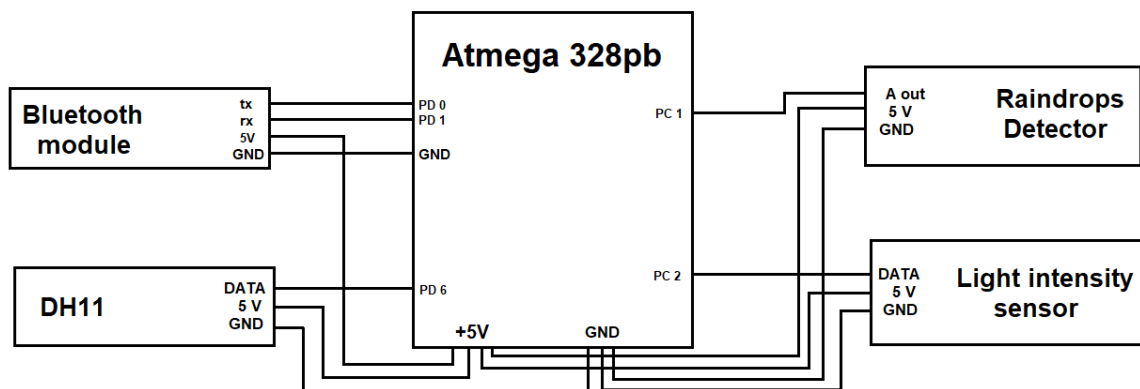 Atmega 328pb
Bluetooth
module
tx
rx
5V
GND
PD 0
PD 1
GND
PC 1
A out
5 V
GND
Raindrops
Detector
DH11
DATA
5 V
GND
PD 6
PC 2
DATA
5 V
GND
Light intensity
sensor
+5V
GND